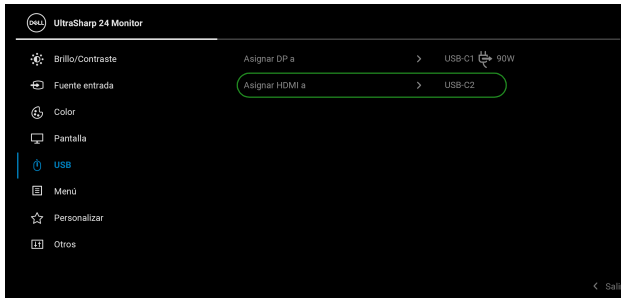 DELL UltraSharp 24 Monitor
Brillo/Contraste
Asignar DP a > USB-C1 90W
Fuente entrada
Asignar HDMI a > USB-C2
Color
Pantalla
USB
Menú
Personalizar
Otros
< Sali